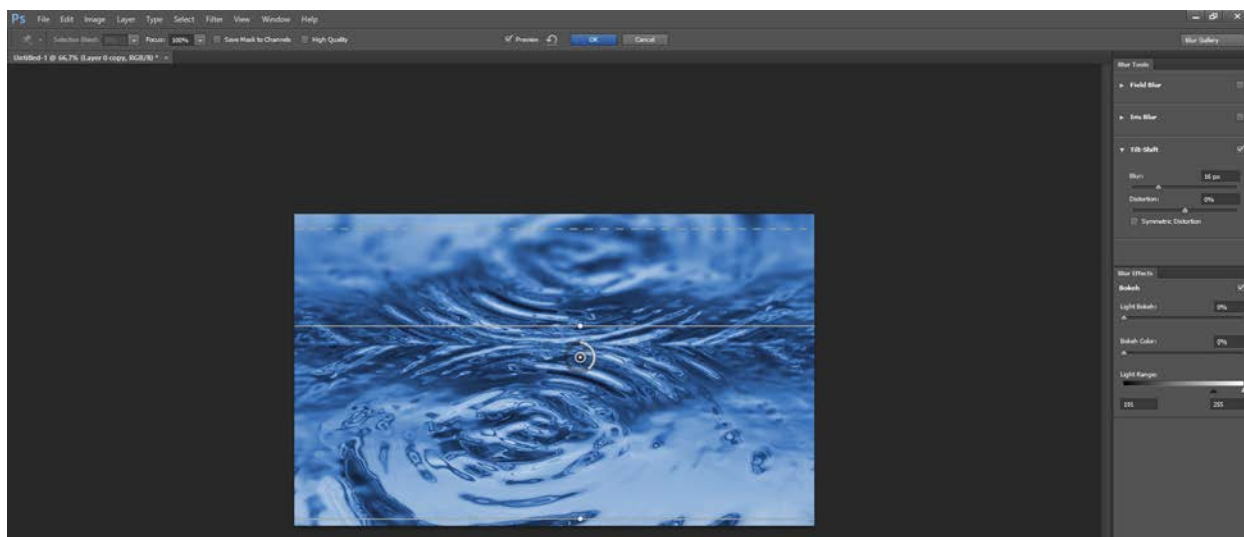 Ps File Edit Image Layer Type Select Filter View Window Help
Selection Bleed: Focus: 100% Save Mask to Channels High Quality Preview OK Cancel Blur Gallery
Untitled-1 @ 66,7% (Layer 0 copy, RGB/8) * ×
Blur Tools
Field Blur
Iris Blur
Tilt-Shift
Blur: 16 px
Distortion: 0%
Symmetric Distortion
Blur Effects
Bokeh
Light Bokeh: 0%
Bokeh Color: 0%
Light Range:
191 255